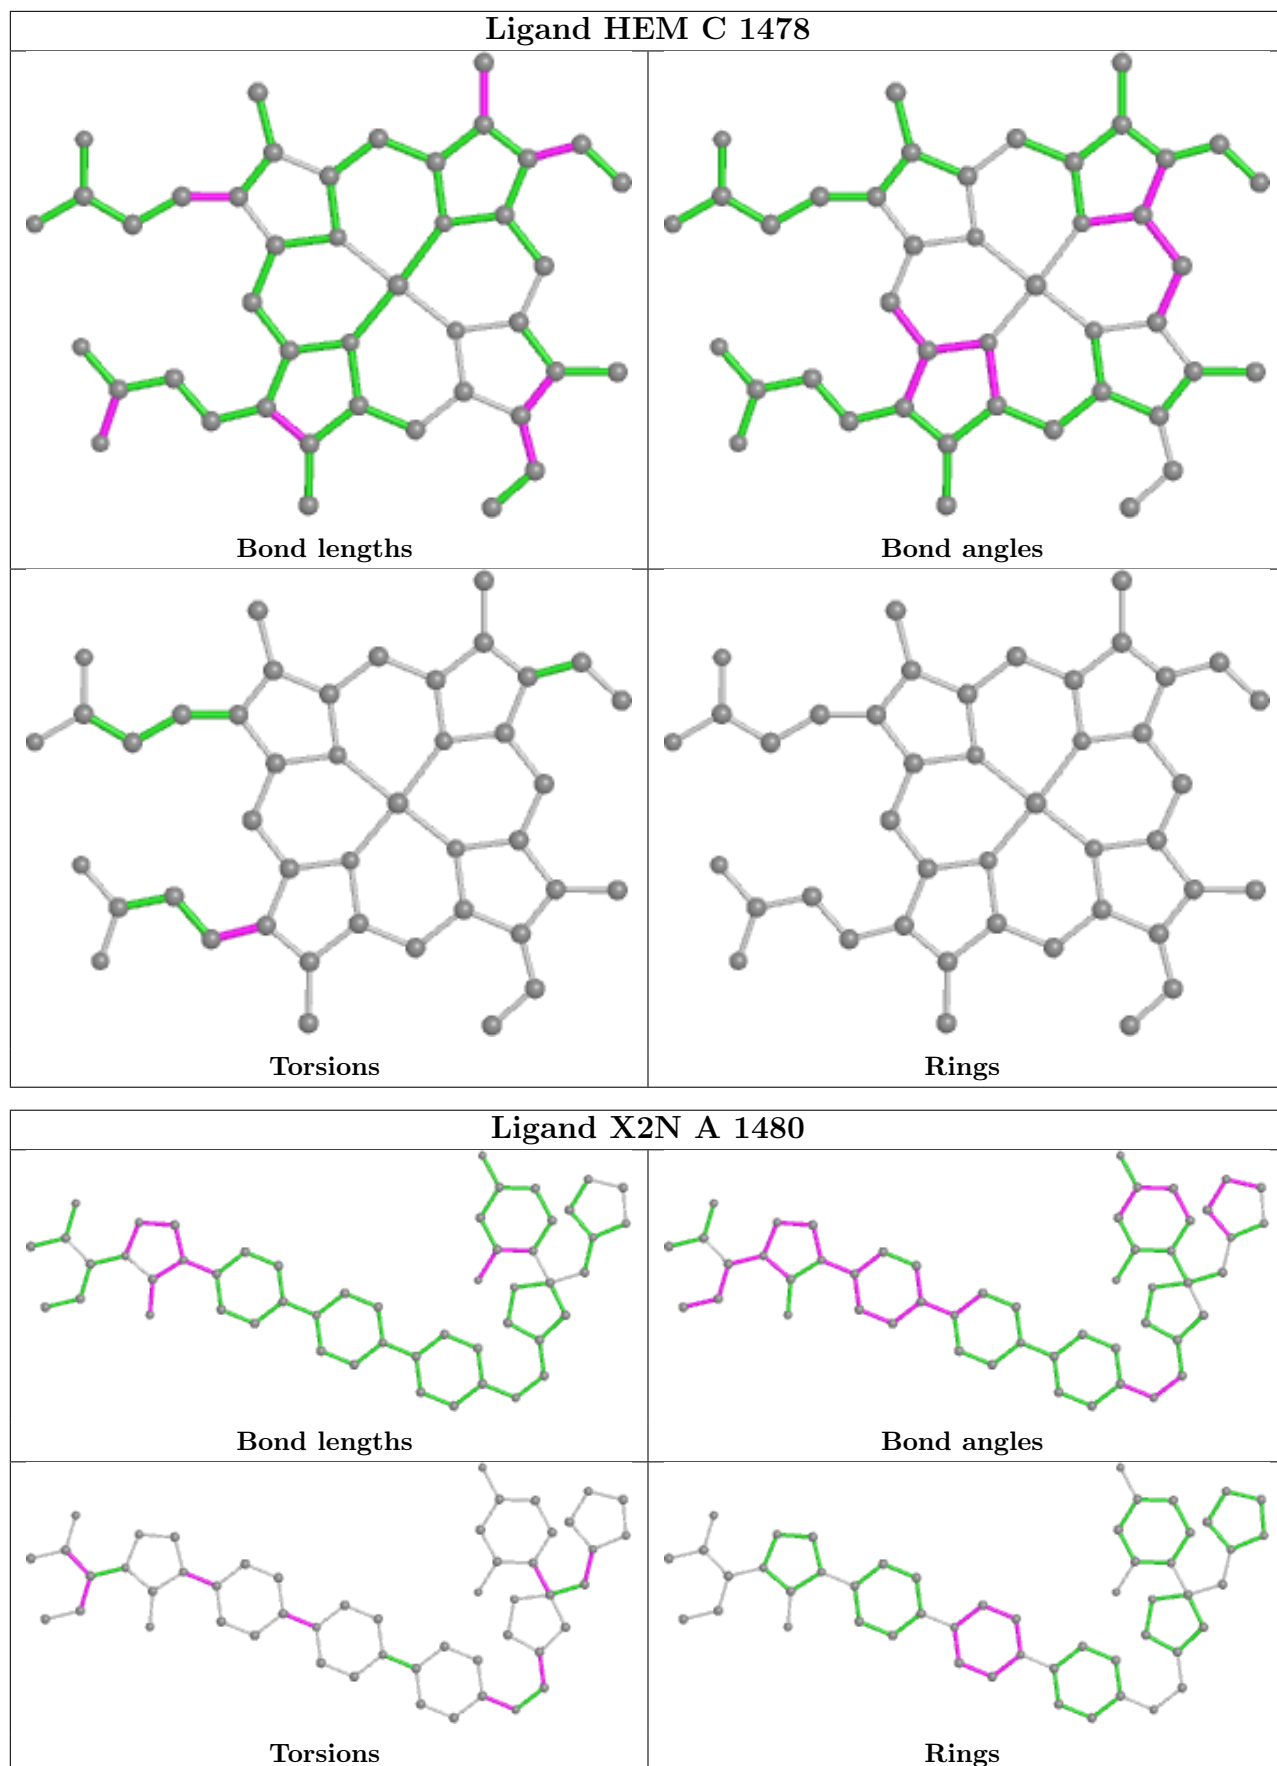 Ligand HEM C 1478
Bond lengths
Bond angles
Torsions
Rings
Ligand X2N A 1480
Bond lengths
Bond angles
Torsions
Rings